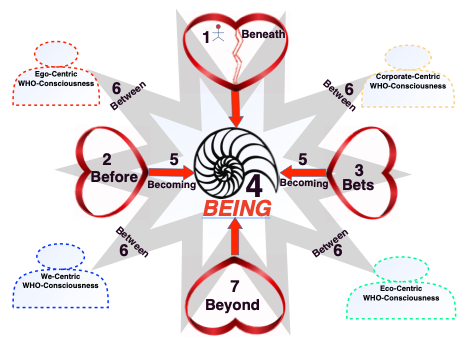 1
Beneath
Ego-Centric
WHO-Consciousness
6
Between
Corporate-Centric
WHO-Consciousness
6
Between
2
Before
5
Becoming
4
BEING
5
Becoming
3
Bets
Between
6
We-Centric
WHO-Consciousness
Between
6
Eco-Centric
WHO-Consciousness
7
Beyond